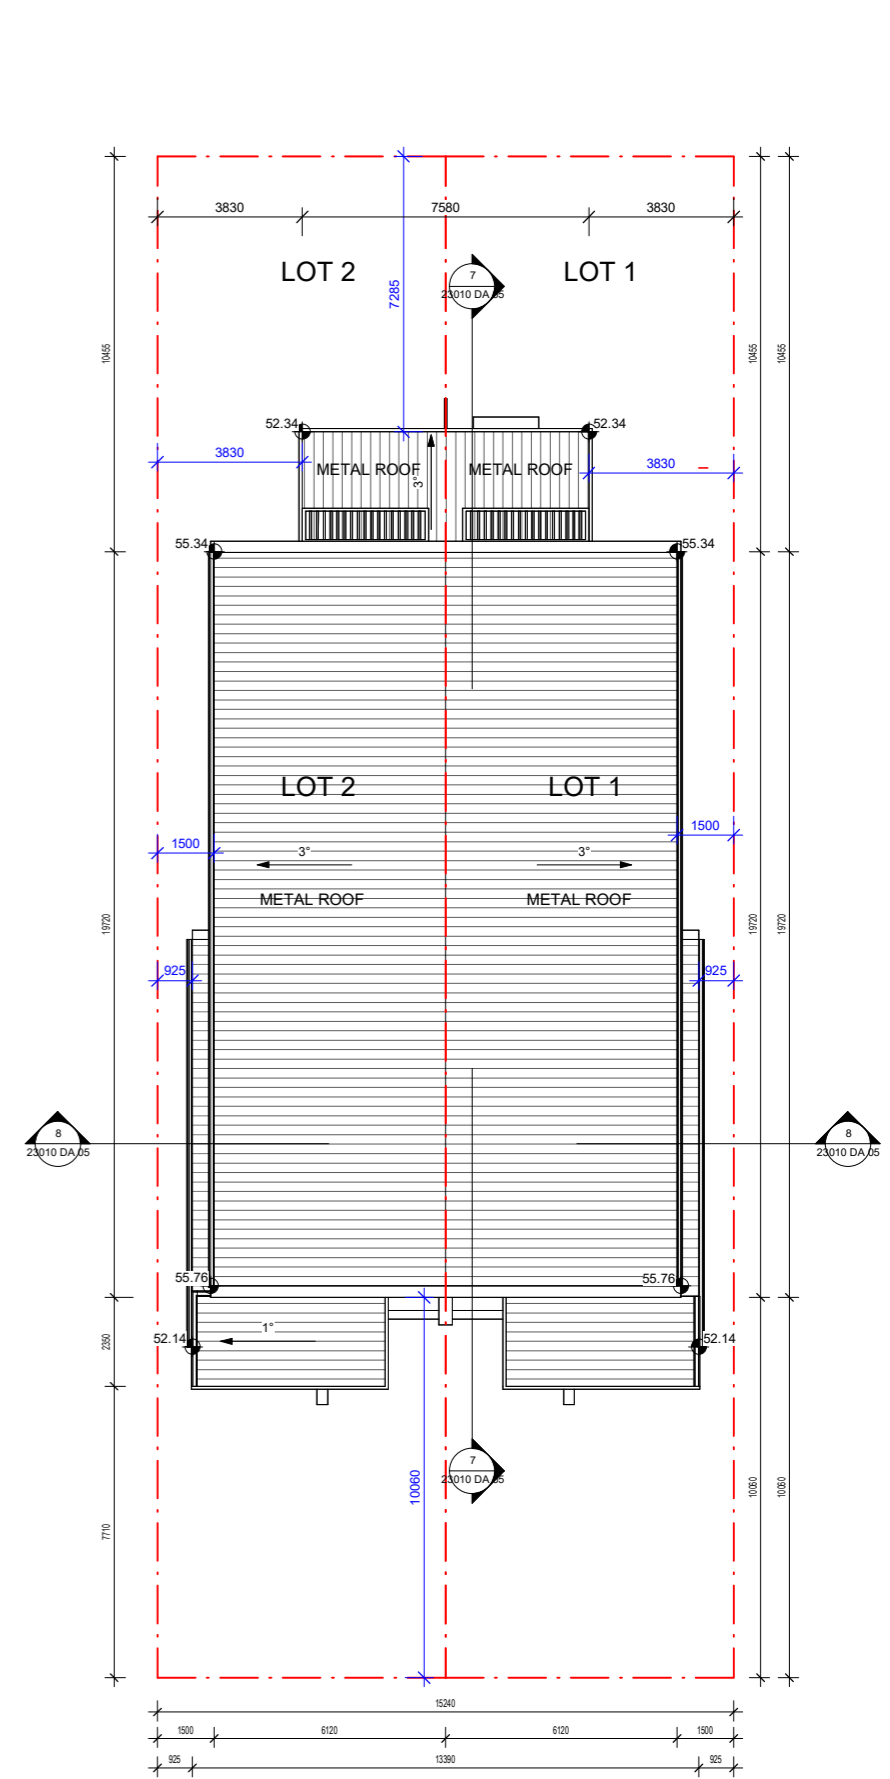 3830 7580 3830
LOT 2 LOT 1
7
23010 DA.05
7285
10455 10455 10455
52.34 52.34
3830 METAL ROOF METAL ROOF 3830
3°
55.34 55.34
LOT 2 LOT 1
1500 1500
3° 3°
METAL ROOF METAL ROOF
19720 19720 19720
925 925
8 8
23010 DA.05 23010 DA.05
55.76 55.76
52.14 1° 52.14
2350
7
23010 DA.05
10060 10060 10060
7710
15240
1500 6120 6120 1500
925 13390 925